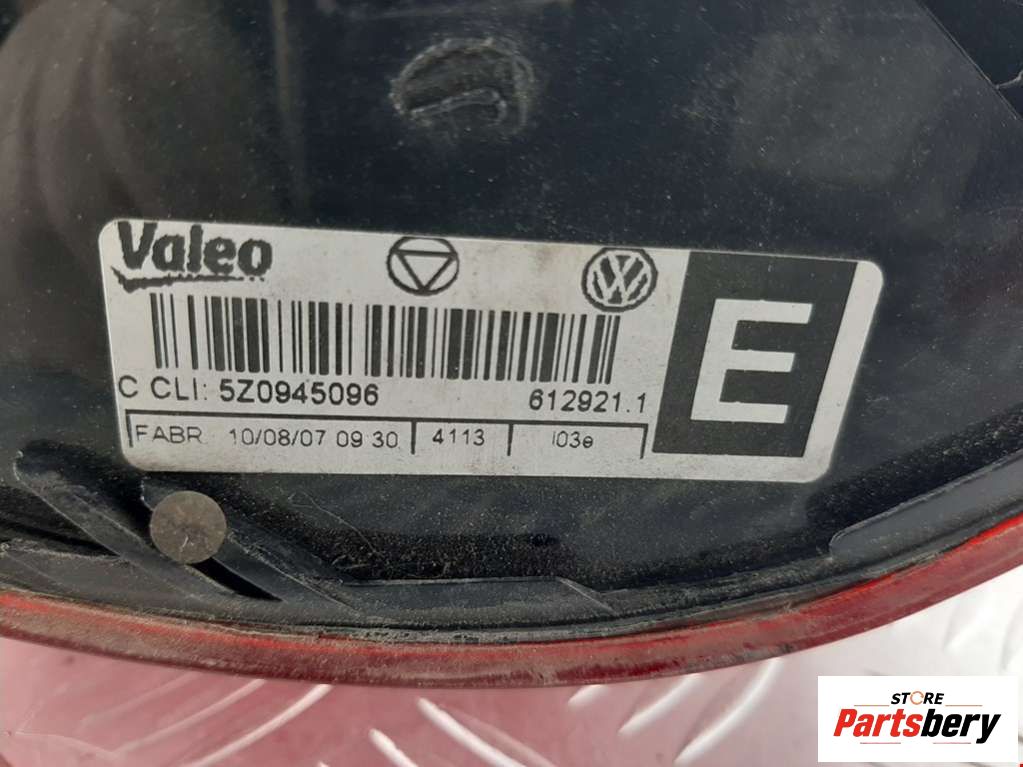 Valeo
E
C CLI: 5Z0945096 612921.1
FABR. 10/08/07 09 30 4113 I03e
STORE
Partsbery